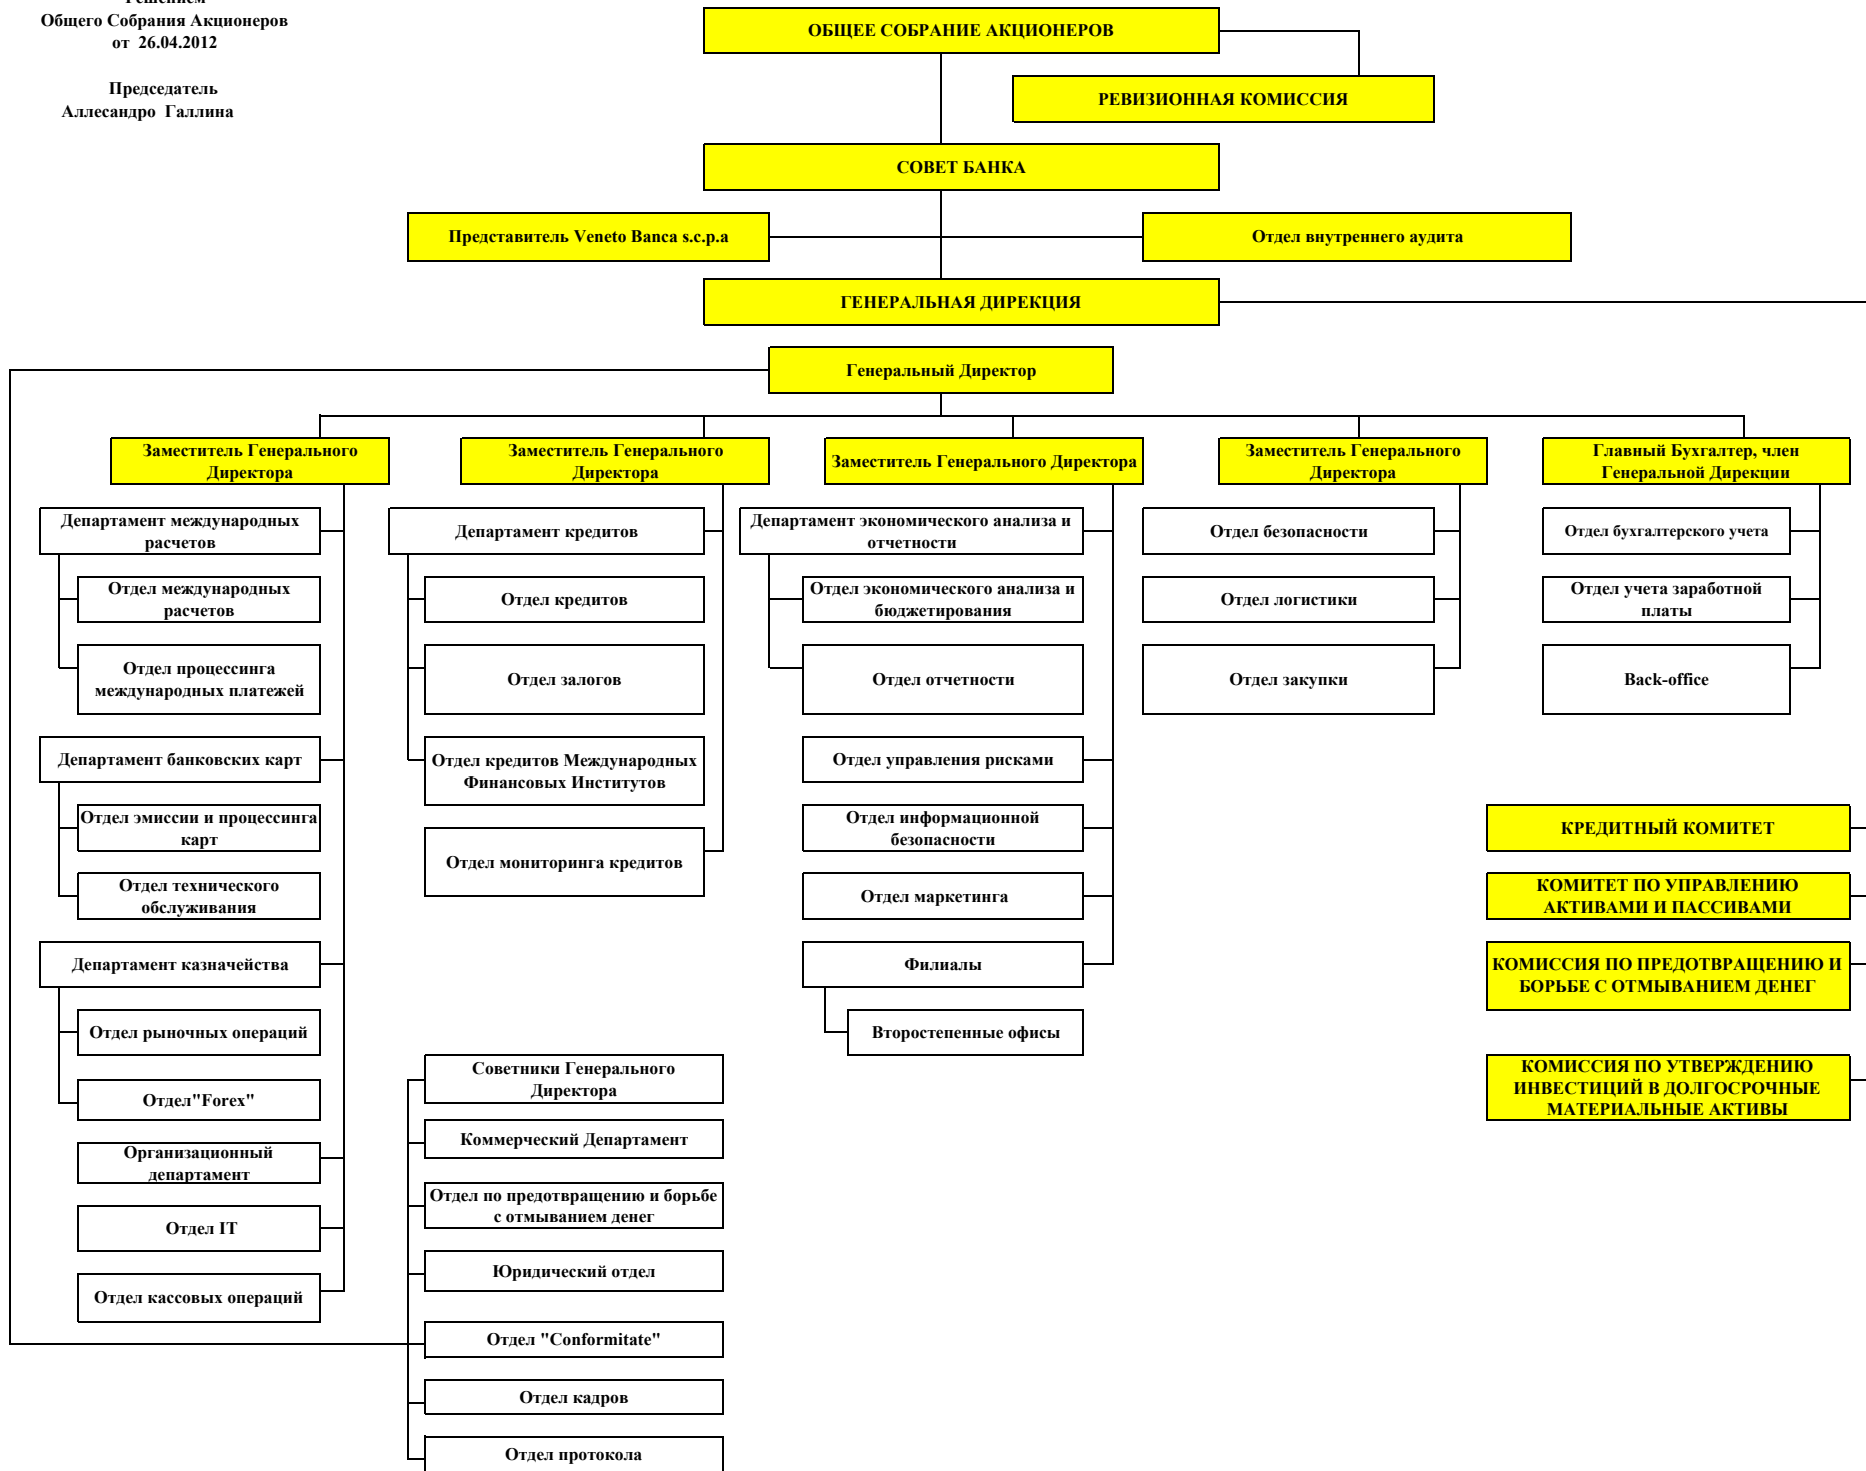 Решением
Общего Собрания Акционеров
от 26.04.2012
Председатель
Аллесандро Галлина
ОБЩЕЕ СОБРАНИЕ АКЦИОНЕРОВ
РЕВИЗИОННАЯ КОМИССИЯ
СОВЕТ БАНКА
Представитель Veneto Banca s.c.p.a
Отдел внутреннего аудита
ГЕНЕРАЛЬНАЯ ДИРЕКЦИЯ
Генеральный Директор
Заместитель Генерального
Директора
Департамент международных
расчетов
Отдел международных
расчетов
Отдел процессинга
международных платежей
Департамент банковских карт
Отдел эмиссии и процессинга
карт
Отдел технического
обслуживания
Департамент казначейства
Отдел рыночных операций
Отдел"Forex"
Организационный
департамент
Отдел IT
Отдел кассовых операций
Заместитель Генерального
Директора
Департамент кредитов
Отдел кредитов
Отдел залогов
Отдел кредитов Международных
Финансовых Институтов
Отдел мониторинга кредитов
Советники Генерального
Директора
Коммерческий Департамент
Отдел по предотвращению и борьбе
с отмыванием денег
Юридический отдел
Отдел "Conformitate"
Отдел кадров
Отдел протокола
Заместитель Генерального Директора
Департамент экономического анализа и
отчетности
Отдел экономического анализа и
бюджетирования
Отдел отчетности
Отдел управления рисками
Отдел информационной
безопасности
Отдел маркетинга
Филиалы
Второстепенные офисы
Заместитель Генерального
Директора
Отдел безопасности
Отдел логистики
Отдел закупки
Главный Бухгалтер, член
Генеральной Дирекции
Отдел бухгалтерского учета
Отдел учета заработной
платы
Back-office
КРЕДИТНЫЙ КОМИТЕТ
КОМИТЕТ ПО УПРАВЛЕНИЮ
АКТИВАМИ И ПАССИВАМИ
КОМИССИЯ ПО ПРЕДОТВРАЩЕНИЮ И
БОРЬБЕ С ОТМЫВАНИЕМ ДЕНЕГ
КОМИССИЯ ПО УТВЕРЖДЕНИЮ
ИНВЕСТИЦИЙ В ДОЛГОСРОЧНЫЕ
МАТЕРИАЛЬНЫЕ АКТИВЫ